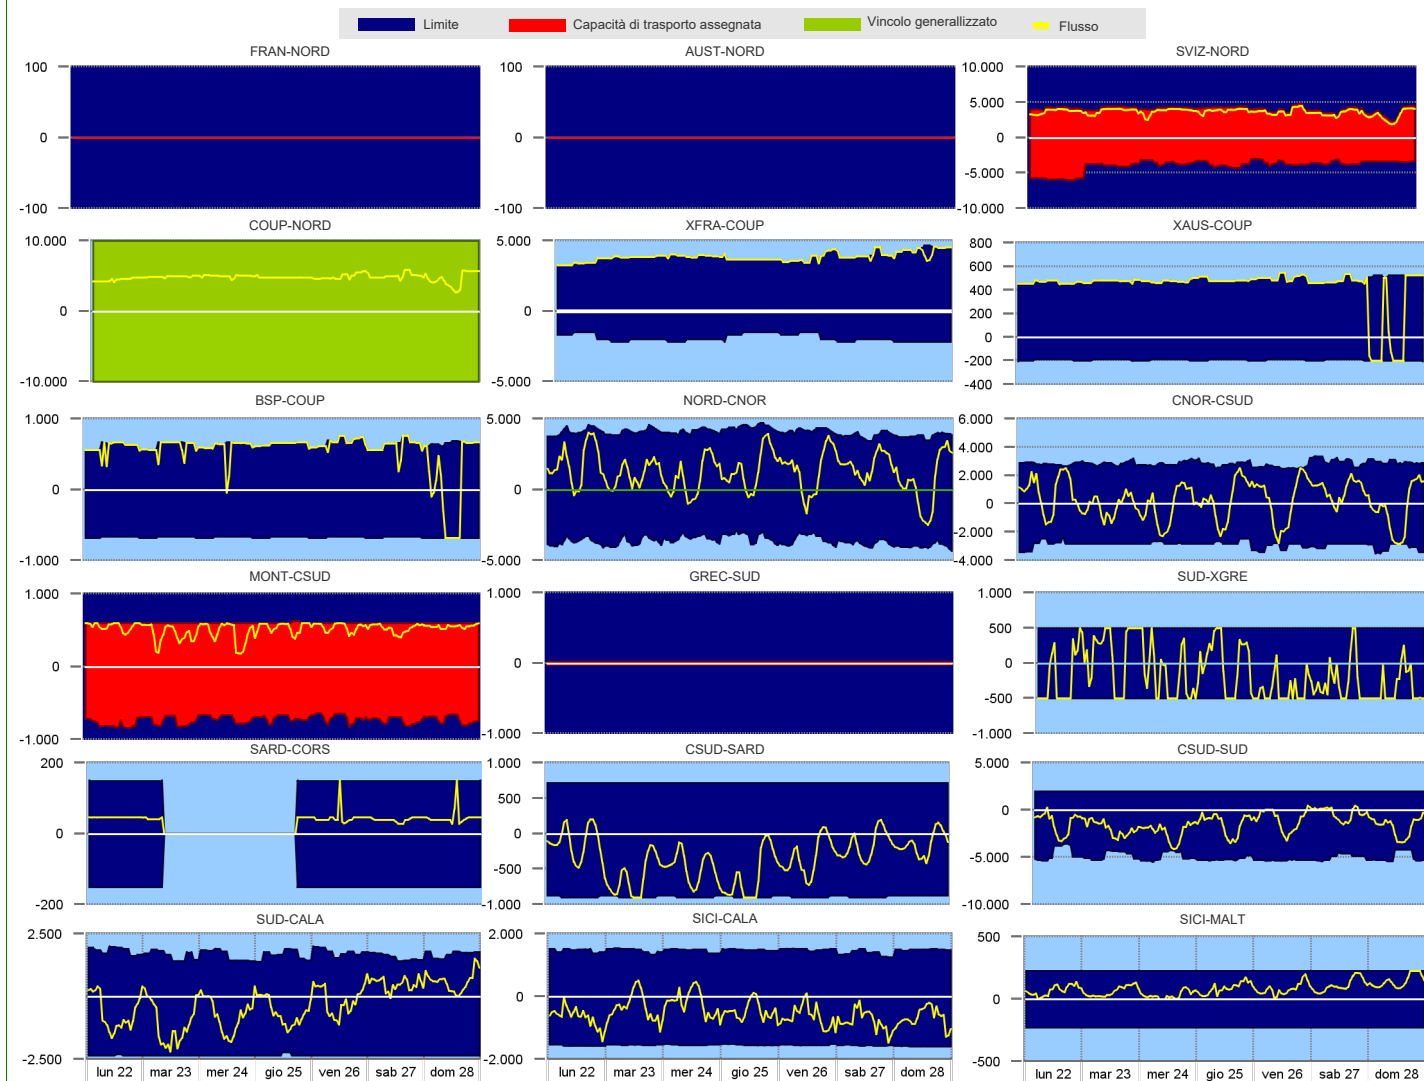 Limite Capacità di trasporto assegnata Vincolo generalizzato Flusso
FRAN-NORD AUST-NORD SVIZ-NORD
100 100 10.000
5.000
0 0 0
-5.000
-100 -100 -10.000
COUP-NORD XFRA-COUP XAUS-COUP
10.000 5.000 800
600
400
200
0 0 0
-200
-10.000 -5.000 -400
BSP-COUP NORD-CNOR CNOR-CSUD
1.000 5.000 6.000
4.000
2.000
0 0 0
-2.000
-1.000 -5.000 -4.000
MONT-CSUD GREC-SUD SUD-XGRE
1.000 1.000 1.000
500
0 0 0
-500
-1.000 -1.000 -1.000
SARD-CORS CSUD-SARD CSUD-SUD
200 1.000 5.000
500
0 0 0
-500 -5.000
-200 -1.000 -10.000
SUD-CALA SICI-CALA SICI-MALT
2.500 2.000 500
0 0 0
-2.500 -2.000 -500
lun 22 mar 23 mer 24 gio 25 ven 26 sab 27 dom 28 lun 22 mar 23 mer 24 gio 25 ven 26 sab 27 dom 28 lun 22 mar 23 mer 24 gio 25 ven 26 sab 27 dom 28